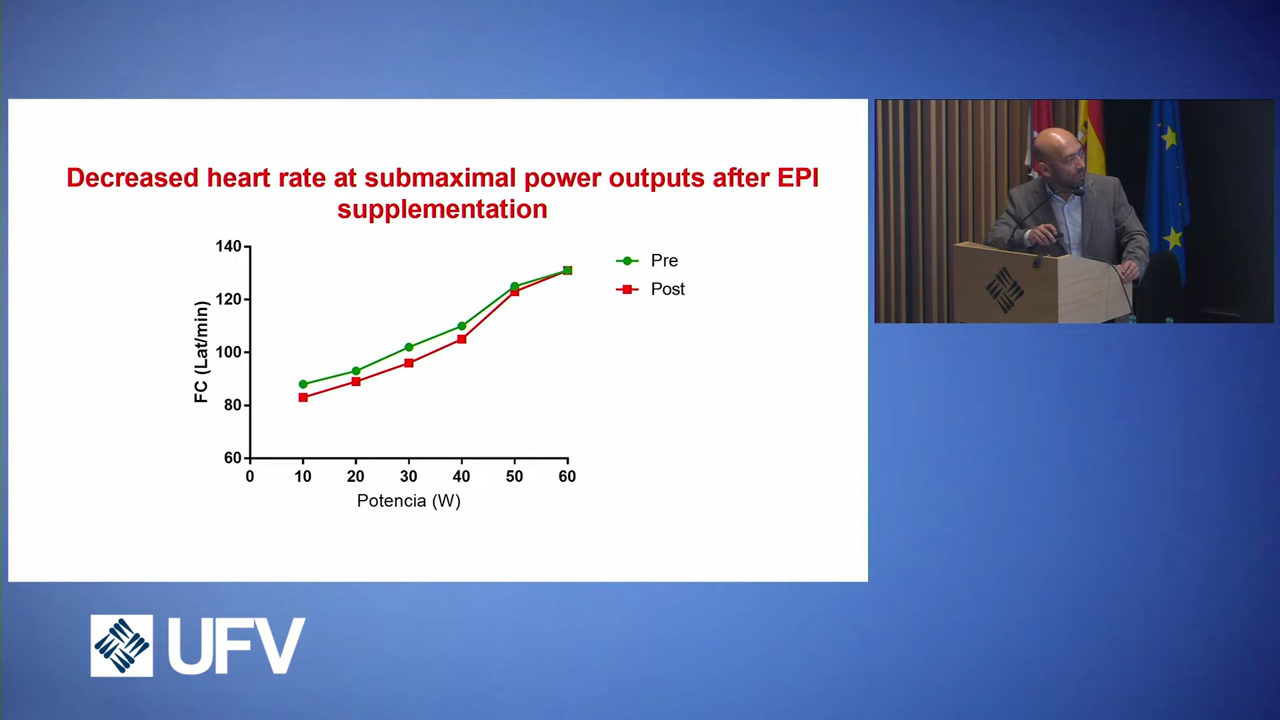 Decreased heart rate at submaximal power outputs after EPI
supplementation
140
120
100
80
60
FC (Lat/min)
0 10 20 30 40 50 60
Potencia (W)
Pre
Post
UFV